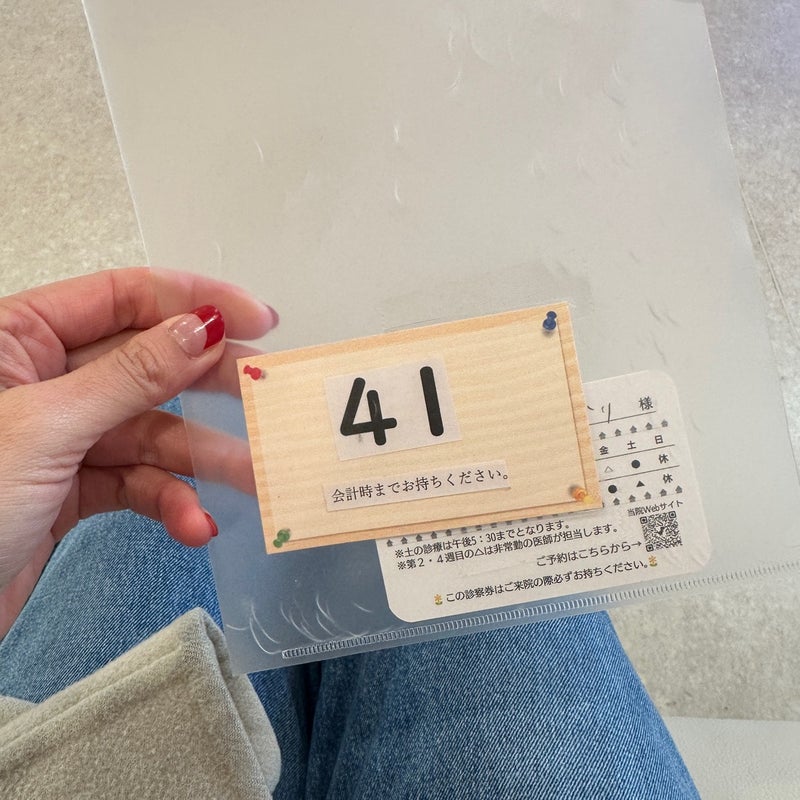 41
会計時までお持ちください。
様
金 土 日
△ ● 休
● ▲ 休
当院Webサイト
※土の診療は午後5：30までとなります。
※第2・4週目の△は非常勤の医師が担当します。
ご予約はこちらから→
この診察券はご来院の際必ずお持ちください。